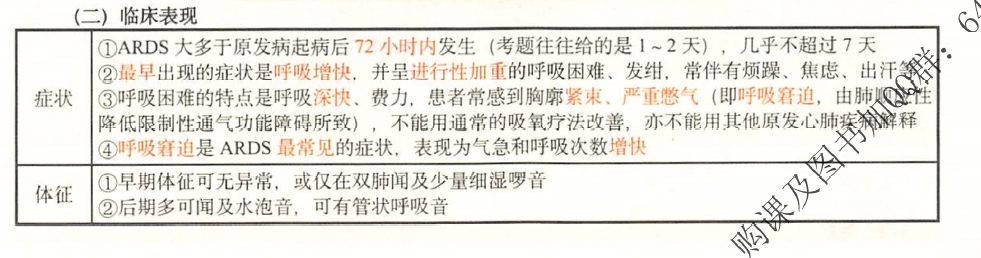 (二)临床表现
症状
①ARDS 大多于原发病起病后 72 小时内发生(考题往往给的是 1~2 天),几乎不超过 7 天
②最早出现的症状是呼吸增快,并呈进行性加重的呼吸困难、发绀,常伴有烦躁、焦虑、出汗等
③呼吸困难的特点是呼吸深快、费力,患者常感到胸廓紧束、严重憋气(即呼吸窘迫,由肺顺应性
降低限制性通气功能障碍所致),不能用通常的吸氧疗法改善,亦不能用其他原发心肺疾病解释
④呼吸窘迫是 ARDS 最常见的症状,表现为气急和呼吸次数增快
体征
①早期体征可无异常,或仅在双肺闻及少量细湿啰音
②后期多可闻及水泡音,可有管状呼吸音
购课及图书加QQ群:64